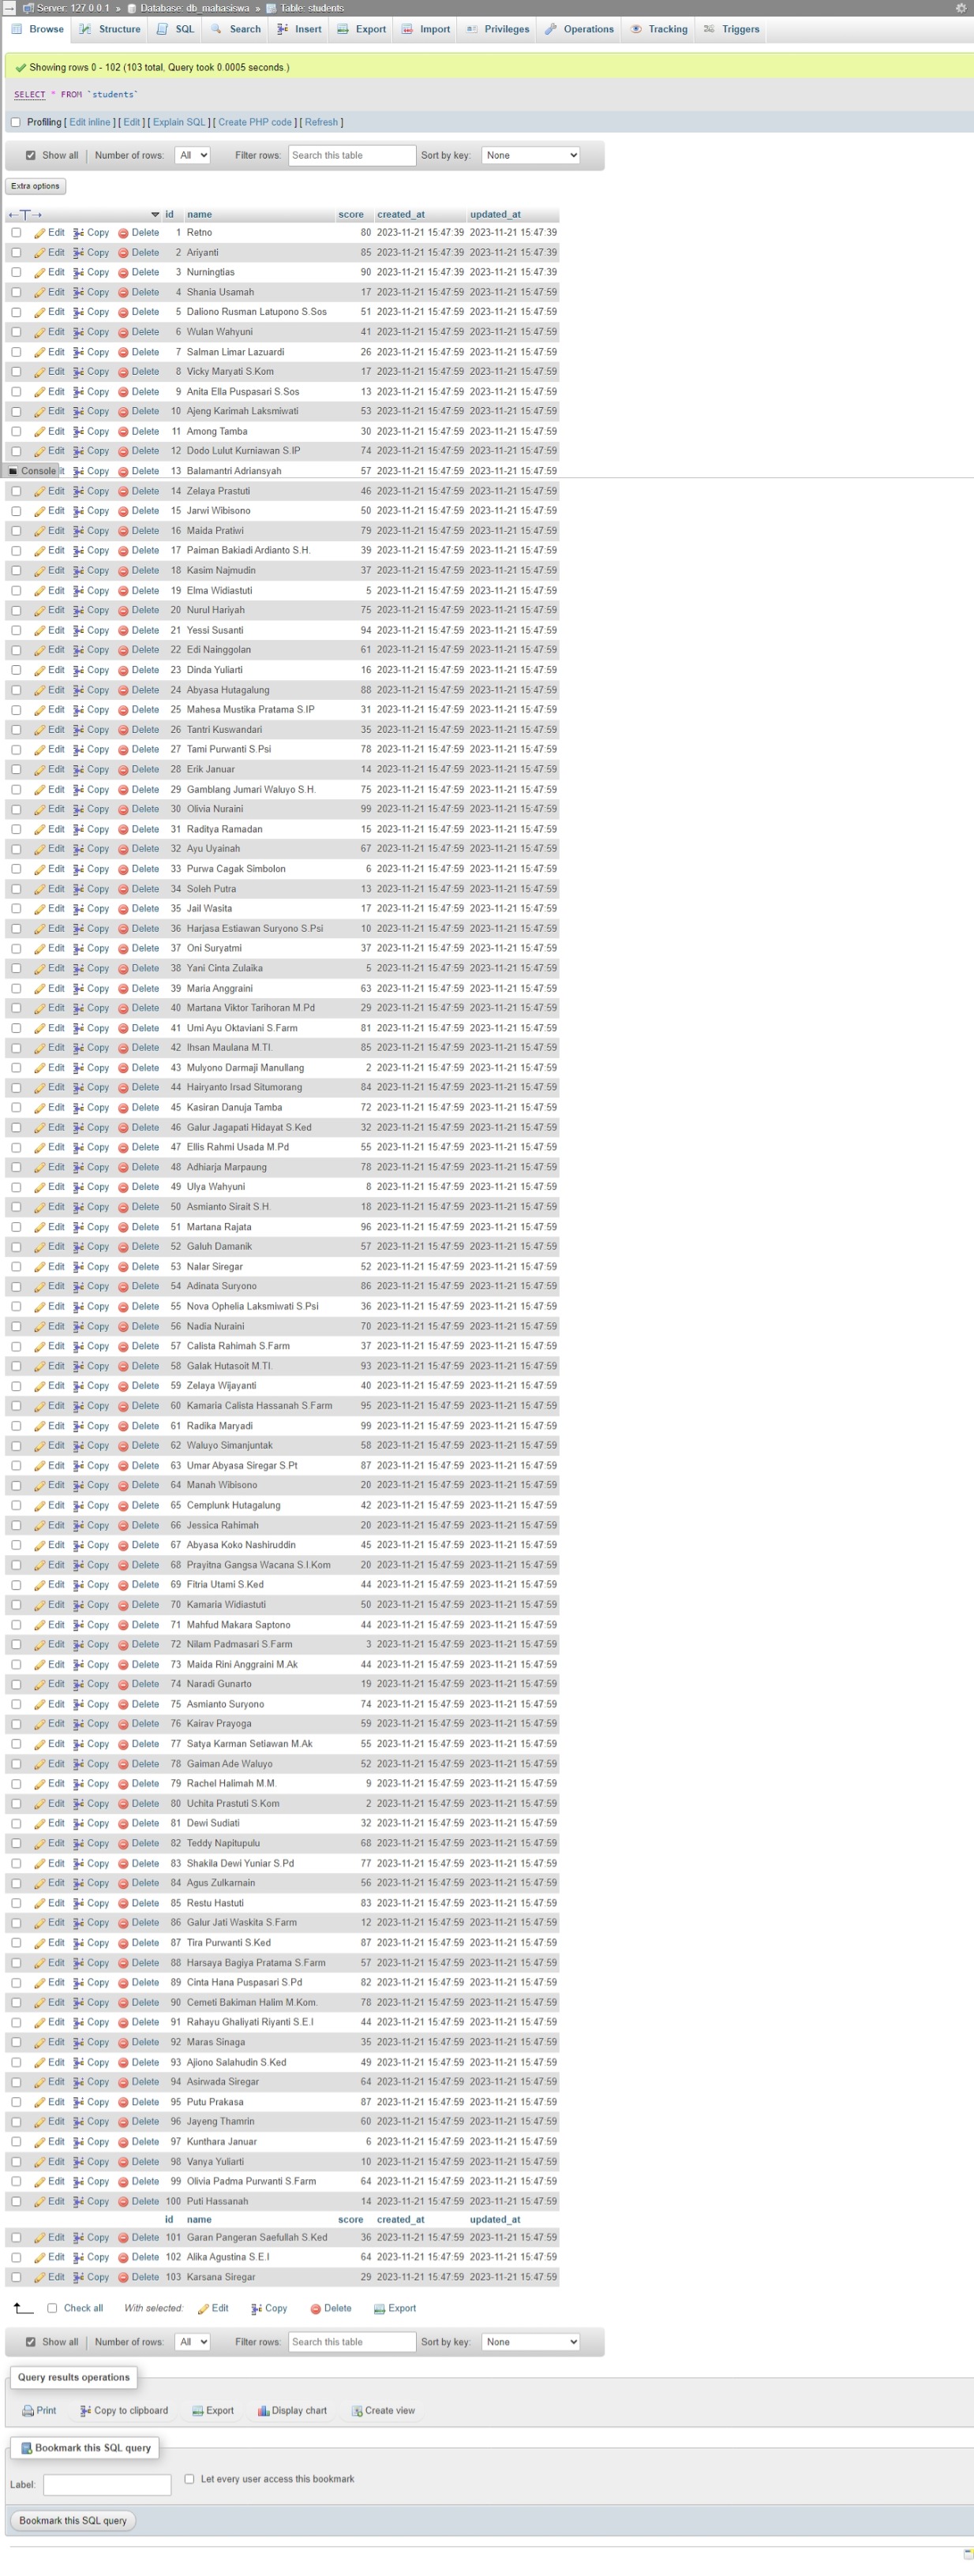 Server: 127.0.0.1 » Database: db_mahasiswa » Table: students
Browse Structure SQL Search Insert Export Import Privileges Operations Tracking Triggers
Showing rows 0 - 102 (103 total, Query took 0.0005 seconds.)
SELECT * FROM `students`
Profiling [ Edit inline ] [ Edit ] [ Explain SQL ] [ Create PHP code ] [ Refresh ]
Show all Number of rows: All Filter rows: Search this table Sort by key: None
Extra options
←T→ id name score created_at updated_at
Edit Copy Delete 1 Retno 80 2023-11-21 15:47:39 2023-11-21 15:47:39
Edit Copy Delete 2 Ariyanti 85 2023-11-21 15:47:39 2023-11-21 15:47:39
Edit Copy Delete 3 Nurningtias 90 2023-11-21 15:47:39 2023-11-21 15:47:39
Edit Copy Delete 4 Shania Usamah 17 2023-11-21 15:47:59 2023-11-21 15:47:59
Edit Copy Delete 5 Daliono Rusman Latupono S.Sos 51 2023-11-21 15:47:59 2023-11-21 15:47:59
Edit Copy Delete 6 Wulan Wahyuni 41 2023-11-21 15:47:59 2023-11-21 15:47:59
Edit Copy Delete 7 Salman Limar Lazuardi 26 2023-11-21 15:47:59 2023-11-21 15:47:59
Edit Copy Delete 8 Vicky Maryati S.Kom 17 2023-11-21 15:47:59 2023-11-21 15:47:59
Edit Copy Delete 9 Anita Ella Puspasari S.Sos 13 2023-11-21 15:47:59 2023-11-21 15:47:59
Edit Copy Delete 10 Ajeng Karimah Laksmiwati 53 2023-11-21 15:47:59 2023-11-21 15:47:59
Edit Copy Delete 11 Among Tamba 30 2023-11-21 15:47:59 2023-11-21 15:47:59
Edit Copy Delete 12 Dodo Lulut Kurniawan S.IP 74 2023-11-21 15:47:59 2023-11-21 15:47:59
Console Copy Delete 13 Balamantri Adriansyah 57 2023-11-21 15:47:59 2023-11-21 15:47:59
Edit Copy Delete 14 Zelaya Prastuti 46 2023-11-21 15:47:59 2023-11-21 15:47:59
Edit Copy Delete 15 Jarwi Wibisono 50 2023-11-21 15:47:59 2023-11-21 15:47:59
Edit Copy Delete 16 Maida Pratiwi 79 2023-11-21 15:47:59 2023-11-21 15:47:59
Edit Copy Delete 17 Paiman Bakiadi Ardianto S.H. 39 2023-11-21 15:47:59 2023-11-21 15:47:59
Edit Copy Delete 18 Kasim Najmudin 37 2023-11-21 15:47:59 2023-11-21 15:47:59
Edit Copy Delete 19 Elma Widiastuti 5 2023-11-21 15:47:59 2023-11-21 15:47:59
Edit Copy Delete 20 Nurul Hariyah 75 2023-11-21 15:47:59 2023-11-21 15:47:59
Edit Copy Delete 21 Yessi Susanti 94 2023-11-21 15:47:59 2023-11-21 15:47:59
Edit Copy Delete 22 Edi Nainggolan 61 2023-11-21 15:47:59 2023-11-21 15:47:59
Edit Copy Delete 23 Dinda Yuliarti 16 2023-11-21 15:47:59 2023-11-21 15:47:59
Edit Copy Delete 24 Abyasa Hutagalung 88 2023-11-21 15:47:59 2023-11-21 15:47:59
Edit Copy Delete 25 Mahesa Mustika Pratama S.IP 31 2023-11-21 15:47:59 2023-11-21 15:47:59
Edit Copy Delete 26 Tantri Kuswandari 35 2023-11-21 15:47:59 2023-11-21 15:47:59
Edit Copy Delete 27 Tami Purwanti S.Psi 78 2023-11-21 15:47:59 2023-11-21 15:47:59
Edit Copy Delete 28 Erik Januar 14 2023-11-21 15:47:59 2023-11-21 15:47:59
Edit Copy Delete 29 Gamblang Jumari Waluyo S.H. 75 2023-11-21 15:47:59 2023-11-21 15:47:59
Edit Copy Delete 30 Olivia Nuraini 99 2023-11-21 15:47:59 2023-11-21 15:47:59
Edit Copy Delete 31 Raditya Ramadan 15 2023-11-21 15:47:59 2023-11-21 15:47:59
Edit Copy Delete 32 Ayu Uyainah 67 2023-11-21 15:47:59 2023-11-21 15:47:59
Edit Copy Delete 33 Purwa Cagak Simbolon 6 2023-11-21 15:47:59 2023-11-21 15:47:59
Edit Copy Delete 34 Soleh Putra 13 2023-11-21 15:47:59 2023-11-21 15:47:59
Edit Copy Delete 35 Jail Wasita 17 2023-11-21 15:47:59 2023-11-21 15:47:59
Edit Copy Delete 36 Harjasa Estiawan Suryono S.Psi 10 2023-11-21 15:47:59 2023-11-21 15:47:59
Edit Copy Delete 37 Oni Suryatmi 37 2023-11-21 15:47:59 2023-11-21 15:47:59
Edit Copy Delete 38 Yani Cinta Zulaika 5 2023-11-21 15:47:59 2023-11-21 15:47:59
Edit Copy Delete 39 Maria Anggraini 63 2023-11-21 15:47:59 2023-11-21 15:47:59
Edit Copy Delete 40 Martana Viktor Tarihoran M.Pd 29 2023-11-21 15:47:59 2023-11-21 15:47:59
Edit Copy Delete 41 Umi Ayu Oktaviani S.Farm 81 2023-11-21 15:47:59 2023-11-21 15:47:59
Edit Copy Delete 42 Ihsan Maulana M.TI. 85 2023-11-21 15:47:59 2023-11-21 15:47:59
Edit Copy Delete 43 Mulyono Darmaji Manullang 2 2023-11-21 15:47:59 2023-11-21 15:47:59
Edit Copy Delete 44 Hairyanto Irsad Situmorang 84 2023-11-21 15:47:59 2023-11-21 15:47:59
Edit Copy Delete 45 Kasiran Danuja Tamba 72 2023-11-21 15:47:59 2023-11-21 15:47:59
Edit Copy Delete 46 Galur Jagapati Hidayat S.Ked 32 2023-11-21 15:47:59 2023-11-21 15:47:59
Edit Copy Delete 47 Ellis Rahmi Usada M.Pd 55 2023-11-21 15:47:59 2023-11-21 15:47:59
Edit Copy Delete 48 Adhiarja Marpaung 78 2023-11-21 15:47:59 2023-11-21 15:47:59
Edit Copy Delete 49 Ulya Wahyuni 8 2023-11-21 15:47:59 2023-11-21 15:47:59
Edit Copy Delete 50 Asmianto Sirait S.H. 18 2023-11-21 15:47:59 2023-11-21 15:47:59
Edit Copy Delete 51 Martana Rajata 96 2023-11-21 15:47:59 2023-11-21 15:47:59
Edit Copy Delete 52 Galuh Damanik 57 2023-11-21 15:47:59 2023-11-21 15:47:59
Edit Copy Delete 53 Nalar Siregar 52 2023-11-21 15:47:59 2023-11-21 15:47:59
Edit Copy Delete 54 Adinata Suryono 86 2023-11-21 15:47:59 2023-11-21 15:47:59
Edit Copy Delete 55 Nova Ophelia Laksmiwati S.Psi 36 2023-11-21 15:47:59 2023-11-21 15:47:59
Edit Copy Delete 56 Nadia Nuraini 70 2023-11-21 15:47:59 2023-11-21 15:47:59
Edit Copy Delete 57 Calista Rahimah S.Farm 37 2023-11-21 15:47:59 2023-11-21 15:47:59
Edit Copy Delete 58 Galak Hutasoit M.TI. 93 2023-11-21 15:47:59 2023-11-21 15:47:59
Edit Copy Delete 59 Zelaya Wijayanti 40 2023-11-21 15:47:59 2023-11-21 15:47:59
Edit Copy Delete 60 Kamaria Calista Hassanah S.Farm 95 2023-11-21 15:47:59 2023-11-21 15:47:59
Edit Copy Delete 61 Radika Maryadi 99 2023-11-21 15:47:59 2023-11-21 15:47:59
Edit Copy Delete 62 Waluyo Simanjuntak 58 2023-11-21 15:47:59 2023-11-21 15:47:59
Edit Copy Delete 63 Umar Abyasa Siregar S.Pt 87 2023-11-21 15:47:59 2023-11-21 15:47:59
Edit Copy Delete 64 Manah Wibisono 20 2023-11-21 15:47:59 2023-11-21 15:47:59
Edit Copy Delete 65 Cemplunk Hutagalung 42 2023-11-21 15:47:59 2023-11-21 15:47:59
Edit Copy Delete 66 Jessica Rahimah 20 2023-11-21 15:47:59 2023-11-21 15:47:59
Edit Copy Delete 67 Abyasa Koko Nashiruddin 45 2023-11-21 15:47:59 2023-11-21 15:47:59
Edit Copy Delete 68 Prayitna Gangsa Wacana S.I.Kom 20 2023-11-21 15:47:59 2023-11-21 15:47:59
Edit Copy Delete 69 Fitria Utami S.Ked 44 2023-11-21 15:47:59 2023-11-21 15:47:59
Edit Copy Delete 70 Kamaria Widiastuti 50 2023-11-21 15:47:59 2023-11-21 15:47:59
Edit Copy Delete 71 Mahfud Makara Saptono 44 2023-11-21 15:47:59 2023-11-21 15:47:59
Edit Copy Delete 72 Nilam Padmasari S.Farm 3 2023-11-21 15:47:59 2023-11-21 15:47:59
Edit Copy Delete 73 Maida Rini Anggraini M.Ak 44 2023-11-21 15:47:59 2023-11-21 15:47:59
Edit Copy Delete 74 Naradi Gunarto 19 2023-11-21 15:47:59 2023-11-21 15:47:59
Edit Copy Delete 75 Asmianto Suryono 74 2023-11-21 15:47:59 2023-11-21 15:47:59
Edit Copy Delete 76 Kairav Prayoga 59 2023-11-21 15:47:59 2023-11-21 15:47:59
Edit Copy Delete 77 Satya Karman Setiawan M.Ak 55 2023-11-21 15:47:59 2023-11-21 15:47:59
Edit Copy Delete 78 Gaiman Ade Waluyo 52 2023-11-21 15:47:59 2023-11-21 15:47:59
Edit Copy Delete 79 Rachel Halimah M.M. 9 2023-11-21 15:47:59 2023-11-21 15:47:59
Edit Copy Delete 80 Uchita Prastuti S.Kom 2 2023-11-21 15:47:59 2023-11-21 15:47:59
Edit Copy Delete 81 Dewi Sudiati 32 2023-11-21 15:47:59 2023-11-21 15:47:59
Edit Copy Delete 82 Teddy Napitupulu 68 2023-11-21 15:47:59 2023-11-21 15:47:59
Edit Copy Delete 83 Shakila Dewi Yuniar S.Pd 77 2023-11-21 15:47:59 2023-11-21 15:47:59
Edit Copy Delete 84 Agus Zulkarnain 56 2023-11-21 15:47:59 2023-11-21 15:47:59
Edit Copy Delete 85 Restu Hastuti 83 2023-11-21 15:47:59 2023-11-21 15:47:59
Edit Copy Delete 86 Galur Jati Waskita S.Farm 12 2023-11-21 15:47:59 2023-11-21 15:47:59
Edit Copy Delete 87 Tira Purwanti S.Ked 87 2023-11-21 15:47:59 2023-11-21 15:47:59
Edit Copy Delete 88 Harsaya Bagiya Pratama S.Farm 57 2023-11-21 15:47:59 2023-11-21 15:47:59
Edit Copy Delete 89 Cinta Hana Puspasari S.Pd 82 2023-11-21 15:47:59 2023-11-21 15:47:59
Edit Copy Delete 90 Cemeti Bakiman Halim M.Kom. 78 2023-11-21 15:47:59 2023-11-21 15:47:59
Edit Copy Delete 91 Rahayu Ghaliyati Riyanti S.E.I 44 2023-11-21 15:47:59 2023-11-21 15:47:59
Edit Copy Delete 92 Maras Sinaga 35 2023-11-21 15:47:59 2023-11-21 15:47:59
Edit Copy Delete 93 Ajiono Salahudin S.Ked 49 2023-11-21 15:47:59 2023-11-21 15:47:59
Edit Copy Delete 94 Asirwada Siregar 64 2023-11-21 15:47:59 2023-11-21 15:47:59
Edit Copy Delete 95 Putu Prakasa 87 2023-11-21 15:47:59 2023-11-21 15:47:59
Edit Copy Delete 96 Jayeng Thamrin 60 2023-11-21 15:47:59 2023-11-21 15:47:59
Edit Copy Delete 97 Kunthara Januar 6 2023-11-21 15:47:59 2023-11-21 15:47:59
Edit Copy Delete 98 Vanya Yuliarti 10 2023-11-21 15:47:59 2023-11-21 15:47:59
Edit Copy Delete 99 Olivia Padma Purwanti S.Farm 64 2023-11-21 15:47:59 2023-11-21 15:47:59
Edit Copy Delete 100 Puti Hassanah 14 2023-11-21 15:47:59 2023-11-21 15:47:59
id name score created_at updated_at
Edit Copy Delete 101 Garan Pangeran Saefullah S.Ked 36 2023-11-21 15:47:59 2023-11-21 15:47:59
Edit Copy Delete 102 Alika Agustina S.E.I 64 2023-11-21 15:47:59 2023-11-21 15:47:59
Edit Copy Delete 103 Karsana Siregar 29 2023-11-21 15:47:59 2023-11-21 15:47:59
Check all With selected: Edit Copy Delete Export
Show all Number of rows: All Filter rows: Search this table Sort by key: None
Query results operations
Print Copy to clipboard Export Display chart Create view
Bookmark this SQL query
Label: Let every user access this bookmark
Bookmark this SQL query